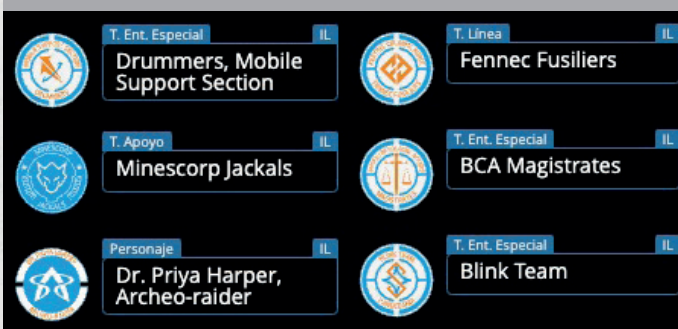 T. Ent. Especial IL
Drummers, Mobile
Support Section
T. Línea IL
Fennec Fusiliers
T. Apoyo IL
Minescorp Jackals
T. Ent. Especial IL
BCA Magistrates
Personaje IL
Dr. Priya Harper,
Archeo-raider
T. Ent. Especial IL
Blink Team